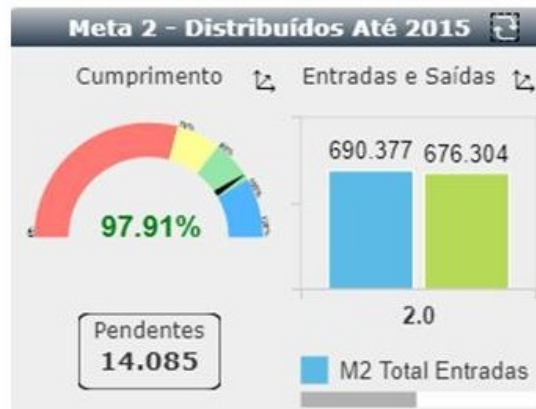 Meta 2 - Distribuídos Até 2015
Cumprimento
Entradas e Saídas
97.91%
690.377 676.304
2.0
Pendentes
14.085
M2 Total Entradas